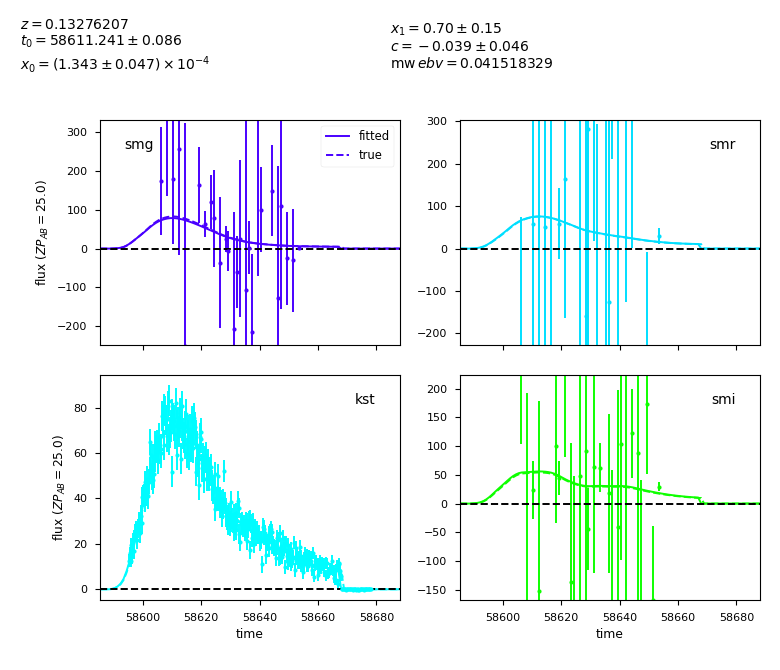 z = 0.13276207
t₀ = 58611.241 ± 0.086
x₀ = (1.343 ± 0.047) × 10⁻⁴
x₁ = 0.70 ± 0.15
c = −0.039 ± 0.046
mw ebv = 0.041518329
smg
fitted
true
300
200
100
0
−100
−200
flux (ZP_AB = 25.0)
smr
300
200
100
0
−100
−200
kst
80
60
40
20
0
flux (ZP_AB = 25.0)
58600 58620 58640 58660 58680
time
smi
200
150
100
50
0
−50
−100
−150
58600 58620 58640 58660 58680
time